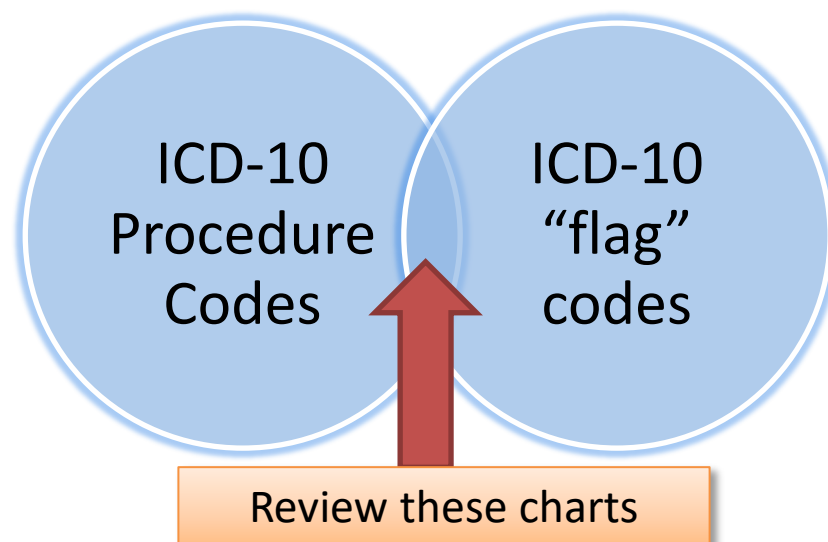 ICD-10
Procedure
Codes
ICD-10
“flag”
codes
Review these charts